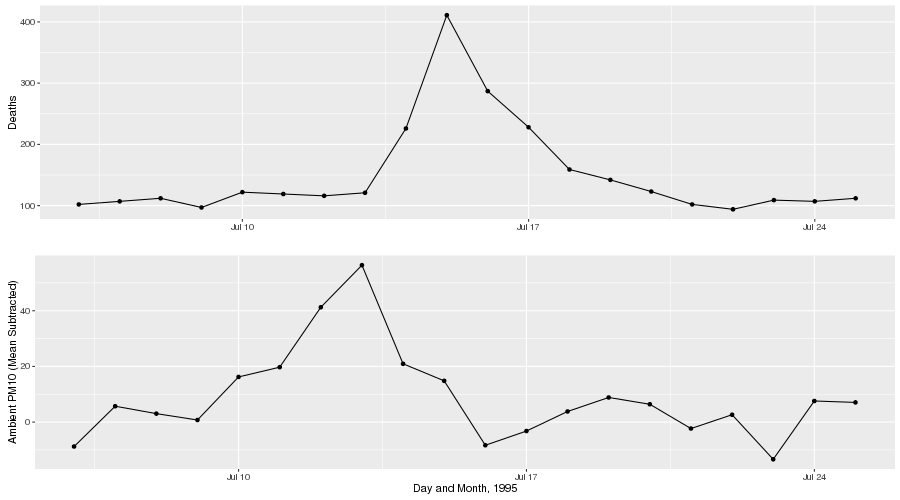 400
300
200
100
Deaths
Jul 10
Jul 17
Jul 24
40
20
0
Ambient PM10 (Mean Subtracted)
Jul 10
Jul 17
Jul 24
Day and Month, 1995